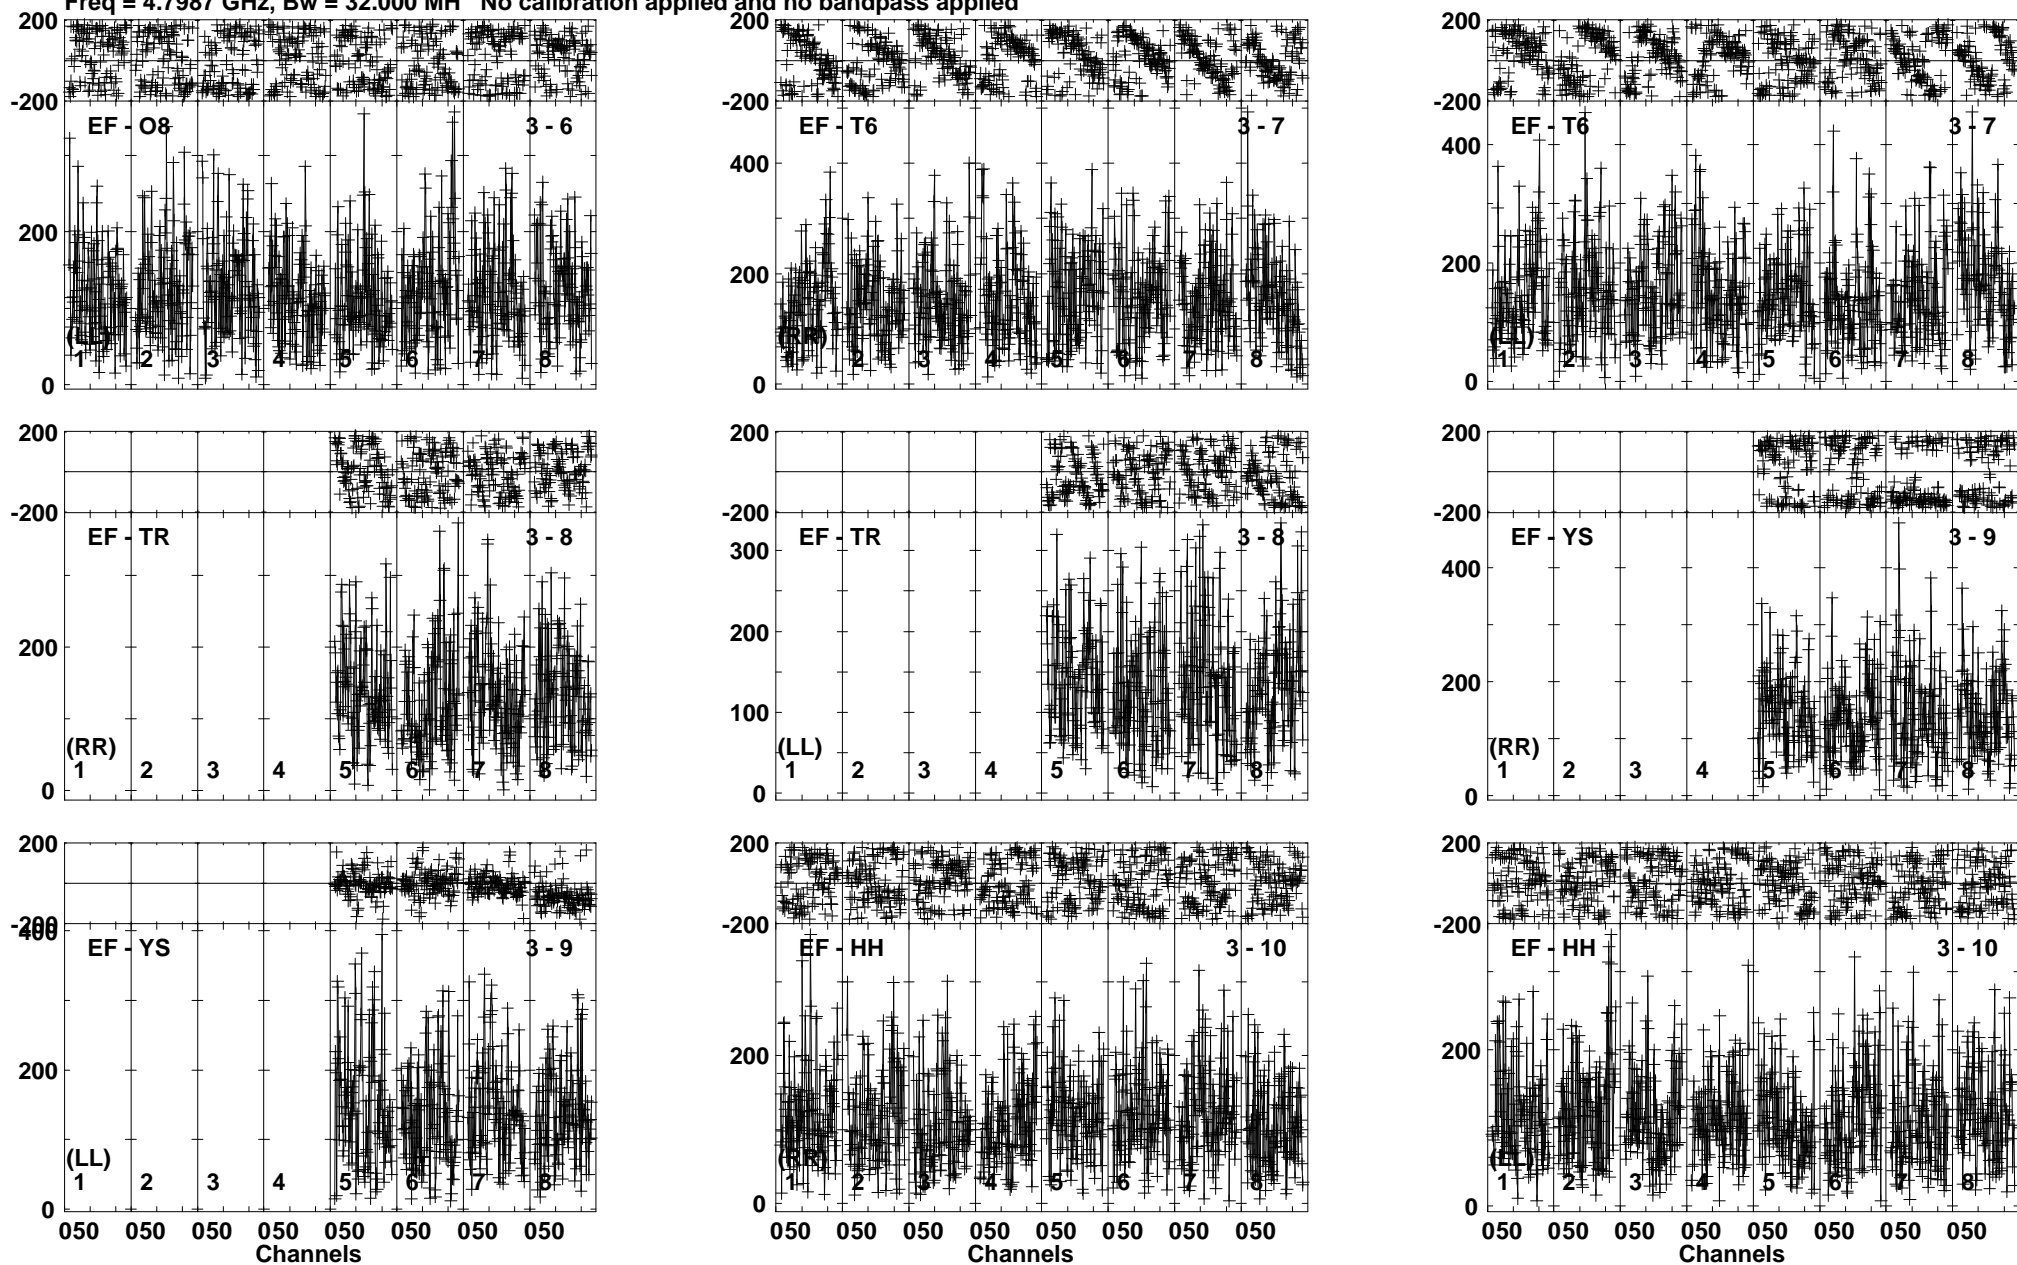 Freq = 4.7987 GHz, Bw = 32.000 MH No calibration applied and no bandpass applied
200
-200
EF - O8 3 - 6
200
(LL)
1 2 3 4 5 6 7 8
0
200
-200
EF - T6 3 - 7
400
200
(RR)
1 2 3 4 5 6 7 8
0
200
-200
EF - T6 3 - 7
400
200
(LL)
1 2 3 4 5 6 7 8
0
200
-200
EF - TR 3 - 8
200
(RR)
1 2 3 4 5 6 7 8
0
200
-200
EF - TR 3 - 8
300
200
100
(LL)
1 2 3 4 5 6 7 8
0
200
-200
EF - YS 3 - 9
400
200
(RR)
1 2 3 4 5 6 7 8
0
200
-200
400
EF - YS 3 - 9
200
(LL)
1 2 3 4 5 6 7 8
0
050 050 050 050 050 050 050 050
Channels
200
-200
EF - HH 3 - 10
200
(RR)
1 2 3 4 5 6 7 8
0
050 050 050 050 050 050 050 050
Channels
200
-200
EF - HH 3 - 10
200
(LL)
1 2 3 4 5 6 7 8
0
050 050 050 050 050 050 050 050
Channels